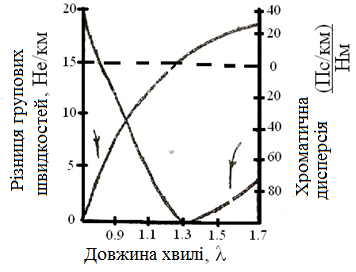 20
15
10
5
0
Різниця групових
швидкостей, Не/км
40
20
0
20
40
60
80
Хроматична
дисперсія
(Пс/км)
Нм
0.9 1.1 1.3 1.5 1.7
Довжина хвилі, λ